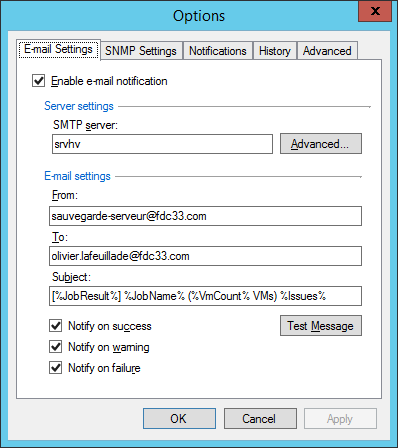 Options
x
E-mail Settings SNMP Settings Notifications History Advanced
Enable e-mail notification
Server settings
SMTP server:
srvhv Advanced...
E-mail settings
From:
sauvegarde-serveur@fdc33.com
To:
olivier.lafeuillade@fdc33.com
Subject:
[%JobResult%] %JobName% (%VmCount% VMs) %Issues%
Notify on success Test Message
Notify on warning
Notify on failure
OK Cancel Apply